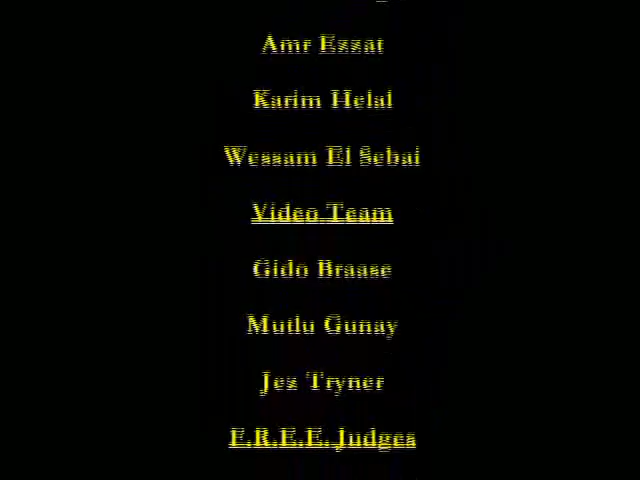 Amr Ezzat
Karim Helal
Wessam El Sebai
Video Team
Gido Braase
Mutlu Gunay
Jez Tryner
F.R.E.E. Judges